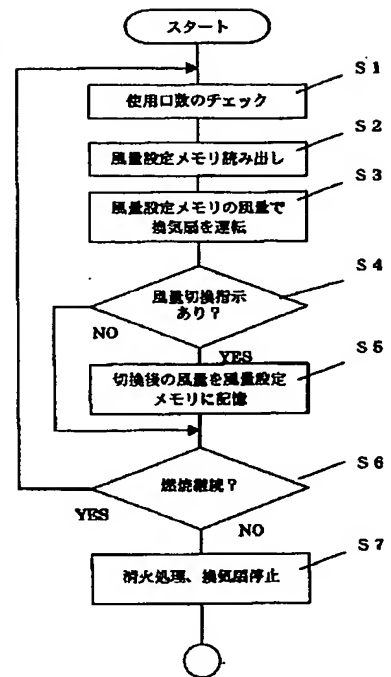 スタート
S1
使用口数のチェック
S2
風量設定メモリ読み出し
S3
風量設定メモリの風量で
換気扇を運転
S4
風量切換指示
あり?
NO
YES
S5
切換後の風量を風量設定
メモリに記憶
S6
燃焼継続?
YES
NO
S7
消火処理、換気扇停止